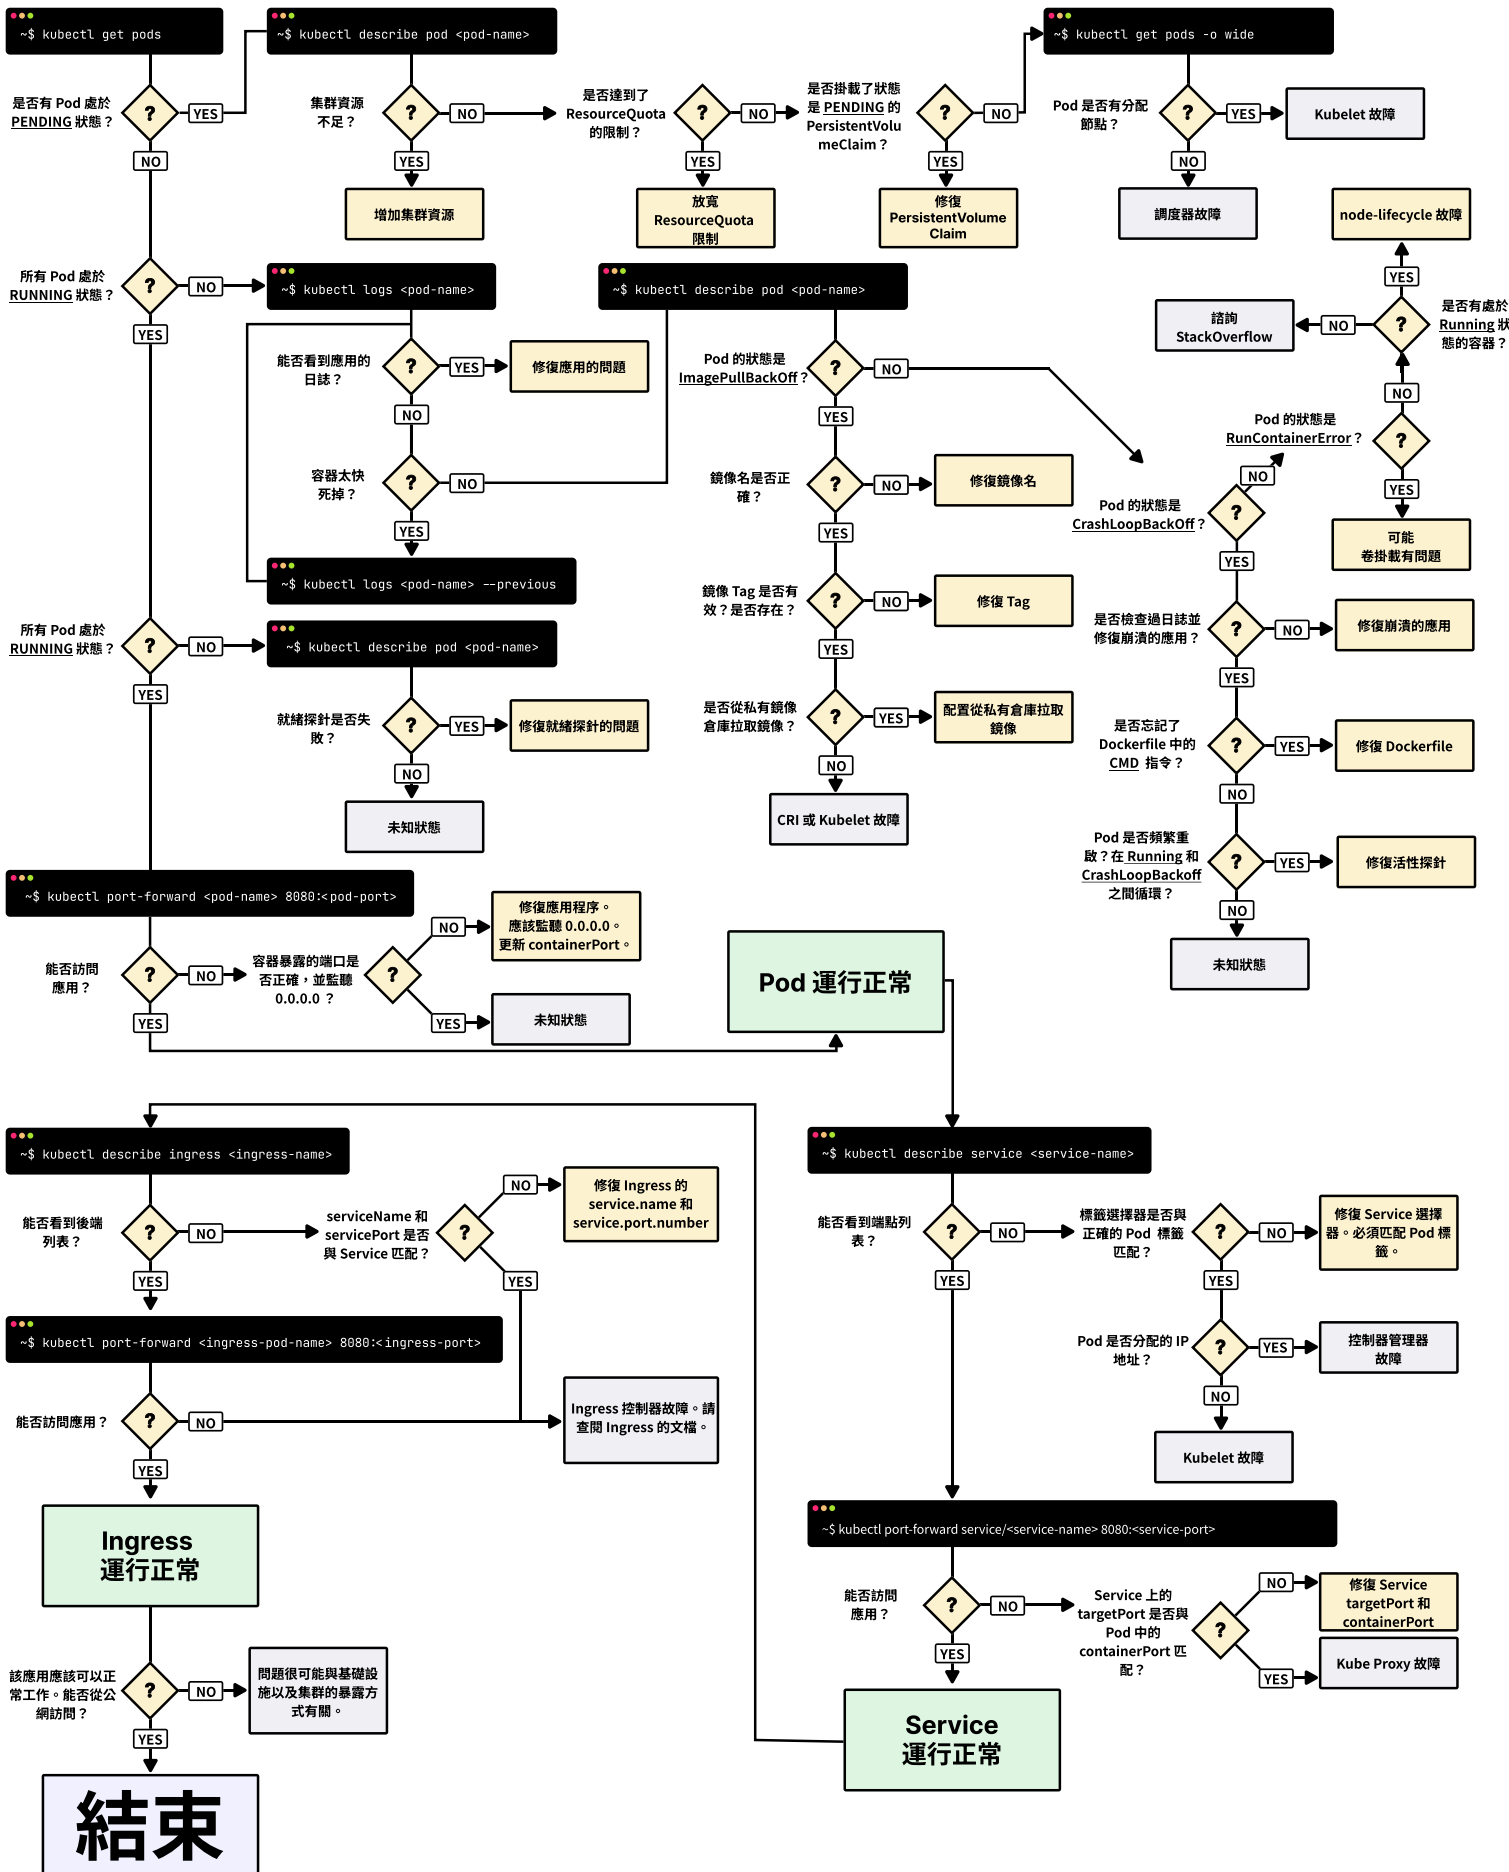 ~$ kubectl get pods
是否有 Pod 處於
PENDING 狀態？
?
YES
NO
~$ kubectl describe pod <pod-name>
集群資源
不足？
?
NO
YES
增加集群資源
是否達到了
ResourceQuota
的限制？
?
NO
YES
放寬
ResourceQuota
限制
是否掛載了狀態
是 PENDING 的
PersistentVolu
meClaim？
?
NO
YES
修復
PersistentVolume
Claim
~$ kubectl get pods -o wide
Pod 是否有分配
節點？
?
YES
Kubelet 故障
NO
調度器故障
所有 Pod 處於
RUNNING 狀態？
?
NO
YES
~$ kubectl logs <pod-name>
能否看到應用的
日誌？
?
YES
修復應用的問題
NO
容器太快
死掉？
?
NO
YES
~$ kubectl logs <pod-name> --previous
~$ kubectl describe pod <pod-name>
Pod 的狀態是
ImagePullBackOff？
?
NO
YES
鏡像名是否正
確？
?
NO
修復鏡像名
YES
鏡像 Tag 是否有
效？是否存在？
?
NO
修復 Tag
YES
是否從私有鏡像
倉庫拉取鏡像？
?
YES
配置從私有倉庫拉取
鏡像
NO
CRI 或 Kubelet 故障
node-lifecycle 故障
YES
是否有處於
Running 狀
態的容器？
?
NO
諮詢
StackOverflow
NO
Pod 的狀態是
RunContainerError？
?
YES
可能
卷掛載有問題
NO
Pod 的狀態是
CrashLoopBackOff？
?
YES
是否檢查過日誌並
修復崩潰的應用？
?
NO
修復崩潰的應用
YES
是否忘記了
Dockerfile 中的
CMD 指令？
?
YES
修復 Dockerfile
NO
Pod 是否頻繁重
啟？在 Running 和
CrashLoopBackoff
之間循環？
?
YES
修復活性探針
NO
未知狀態
所有 Pod 處於
RUNNING 狀態？
?
NO
YES
~$ kubectl describe pod <pod-name>
就緒探針是否失
敗？
?
YES
修復就緒探針的問題
NO
未知狀態
~$ kubectl port-forward <pod-name> 8080:<pod-port>
能否訪問
應用？
?
NO
YES
容器暴露的端口是
否正確，並監聽
0.0.0.0 ？
?
NO
修復應用程序。
應該監聽 0.0.0.0。
更新 containerPort。
YES
未知狀態
Pod 運行正常
~$ kubectl describe ingress <ingress-name>
能否看到後端
列表？
?
NO
YES
serviceName 和
servicePort 是否
與 Service 匹配？
?
NO
修復 Ingress 的
service.name 和
service.port.number
YES
~$ kubectl port-forward <ingress-pod-name> 8080:<ingress-port>
能否訪問應用？
?
NO
Ingress 控制器故障。請
查閱 Ingress 的文檔。
YES
Ingress
運行正常
該應用應該可以正
常工作。能否從公
網訪問？
?
NO
問題很可能與基礎設
施以及集群的暴露方
式有關。
YES
結束
~$ kubectl describe service <service-name>
能否看到端點列
表？
?
NO
YES
標籤選擇器是否與
正確的 Pod 標籤
匹配？
?
NO
修復 Service 選擇
器。必須匹配 Pod 標
籤。
YES
Pod 是否分配的 IP
地址？
?
YES
控制器管理器
故障
NO
Kubelet 故障
~$ kubectl port-forward service/<service-name> 8080:<service-port>
能否訪問
應用？
?
NO
YES
Service 上的
targetPort 是否與
Pod 中的
containerPort 匹
配？
?
NO
修復 Service
targetPort 和
containerPort
YES
Kube Proxy 故障
Service
運行正常